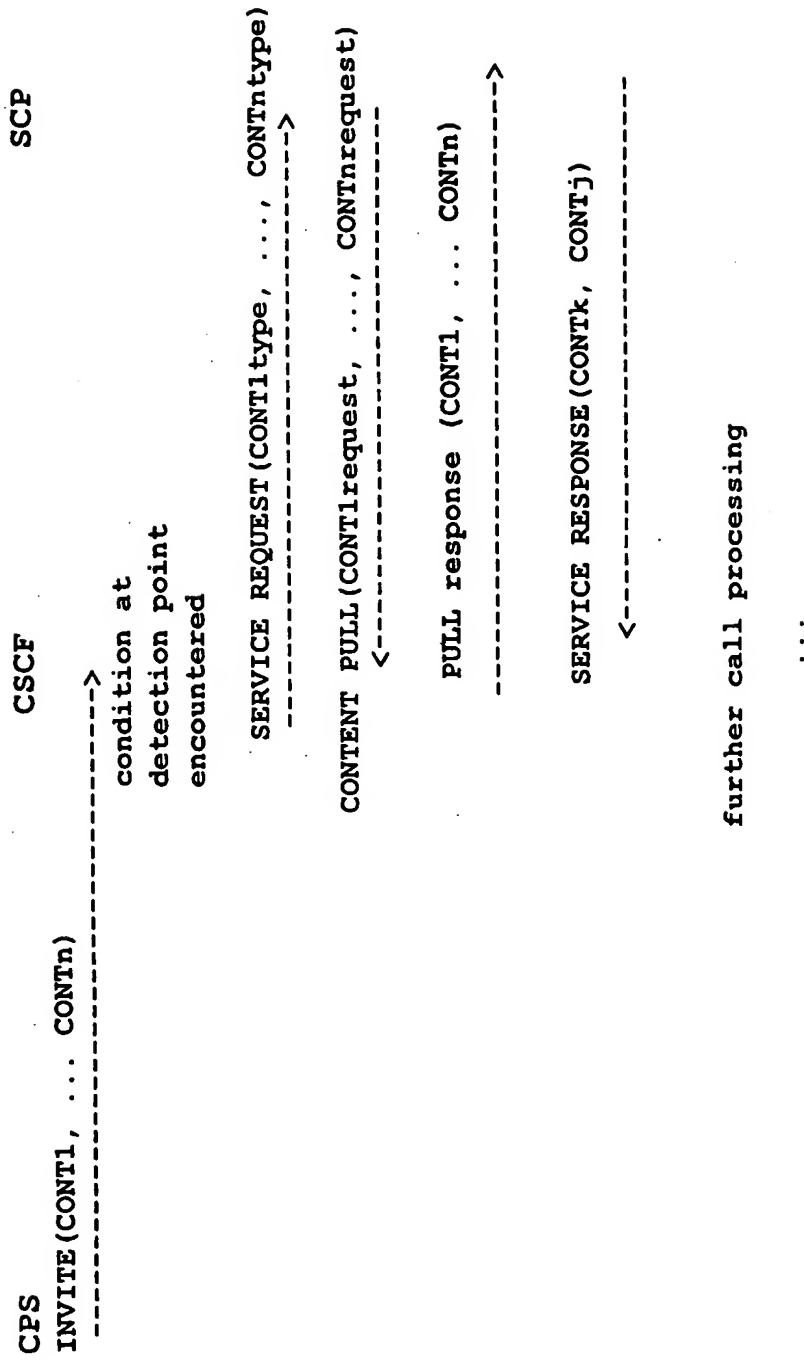 CPS CSCF SCP
INVITE(CONT1, ... CONTn)
------------------------------------------->
condition at
detection point
encountered
SERVICE REQUEST(CONT1type, ..., CONTntype)
----------------------------------------->
CONTENT PULL(CONT1request, ..., CONTnrequest)
<-----------------------------------------
PULL response (CONT1, ... CONTn)
----------------------------------------->
SERVICE RESPONSE(CONTk, CONTj)
<-----------------------------------------
further call processing
...